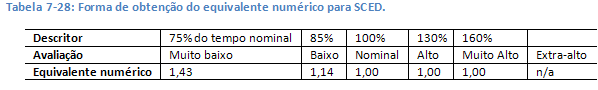 Tabela 7-28: Forma de obtenção do equivalente numérico para SCED.
Descritor 75% do tempo nominal 85% 100% 130% 160%
Avaliação Muito baixo Baixo Nominal Alto Muito Alto Extra-alto
Equivalente numérico 1,43 1,14 1,00 1,00 1,00 n/a